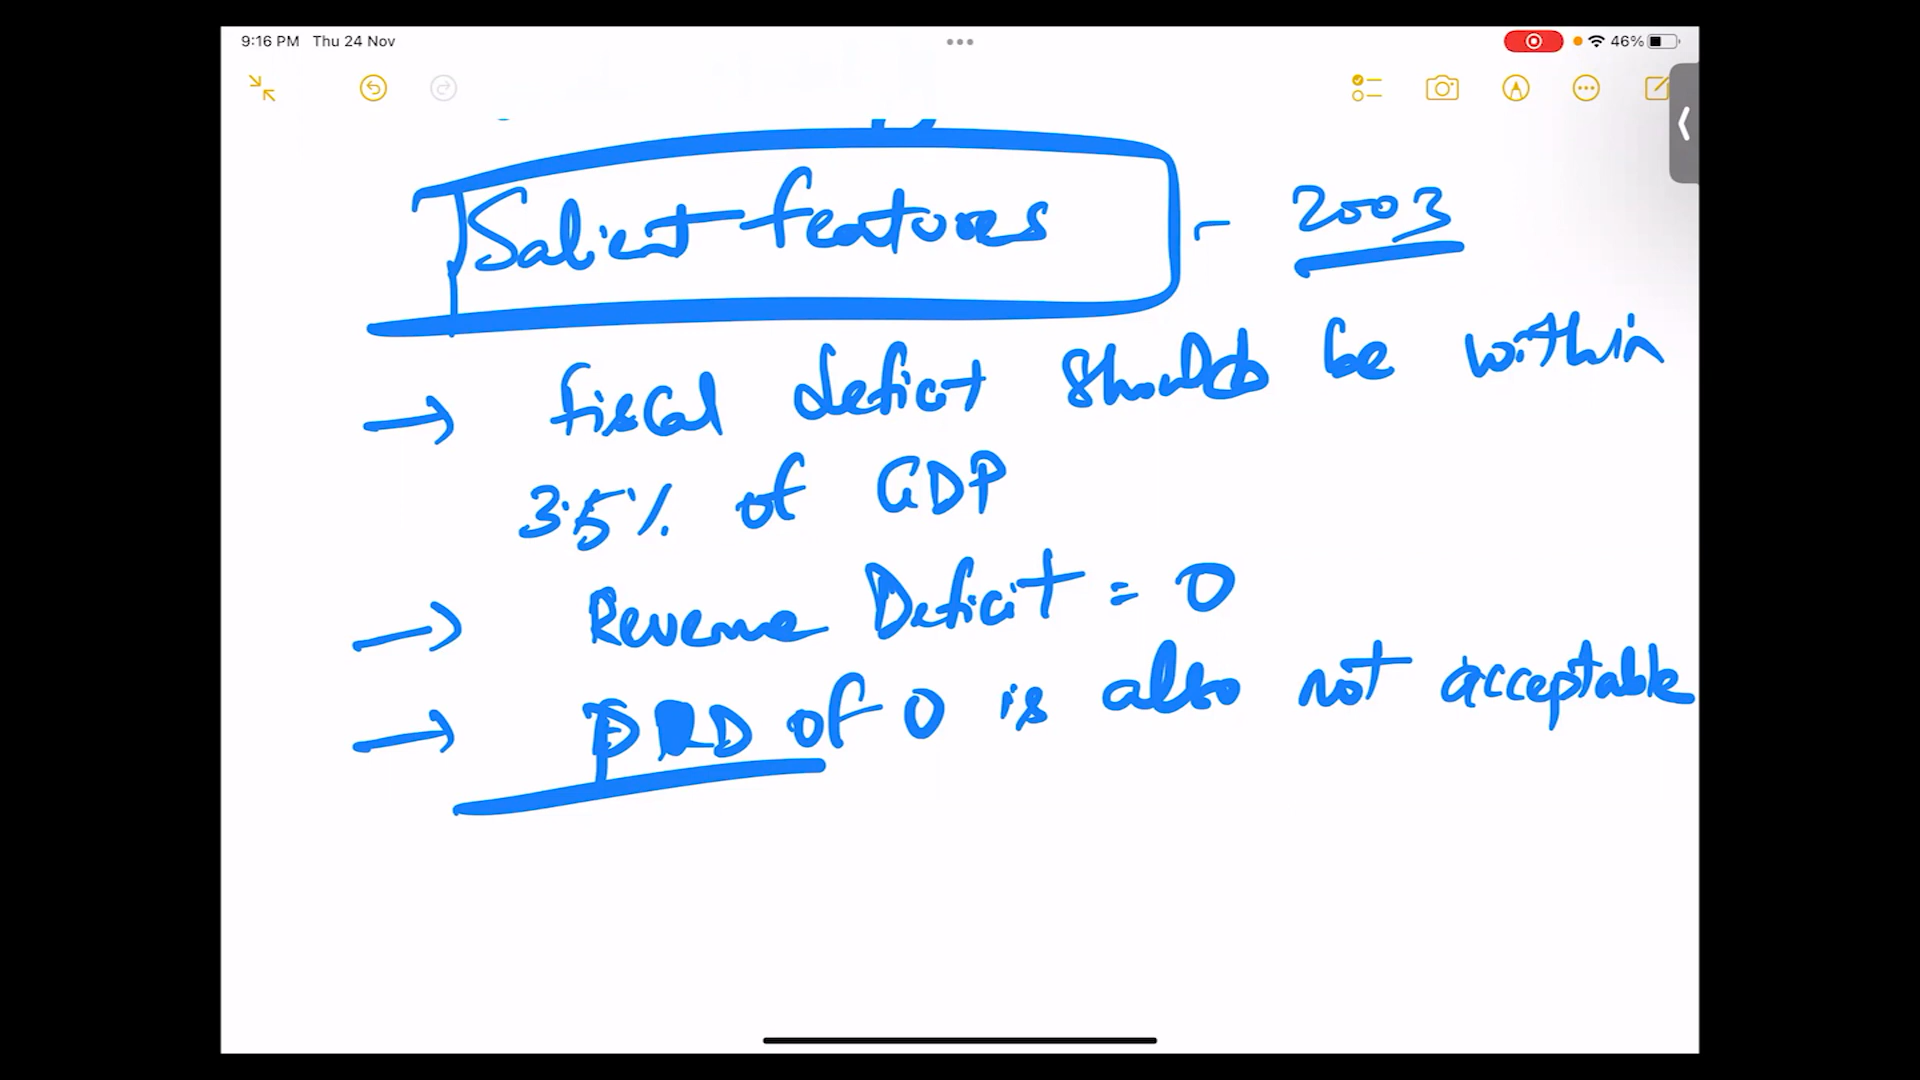 9:16 PM Thu 24 Nov
46%
Salient features - 2003
→ fiscal deficit should be within
3.5% of GDP
→ Revenue Deficit = 0
→ of 0 is also not acceptable